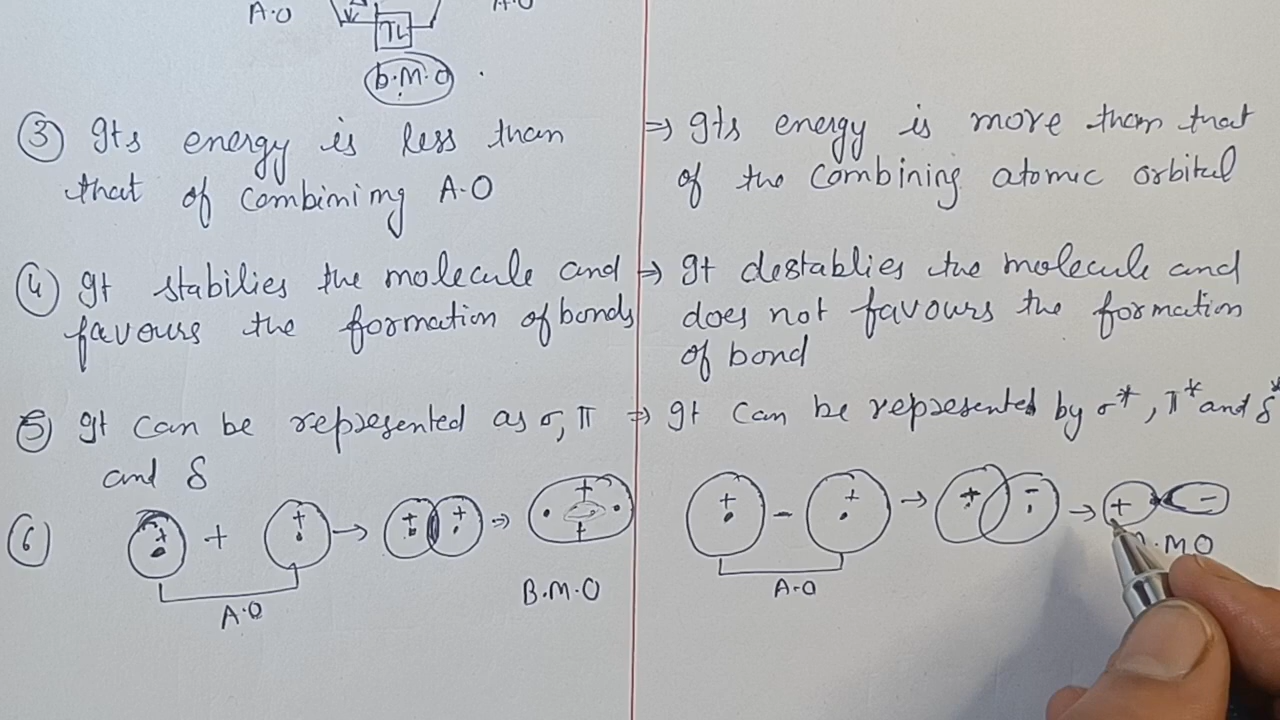 A.O
A.O
π
b.M.O
③ Its energy is less than
that of combining A.O
④ It stabilies the molecule and
favours the formation of bonds
5 It can be represented as σ, π
and δ
⑥ + + + → + + ⇒ + +
A.O
B.M.O
⇒ Its energy is more than that
of the combining atomic orbital
⇒ It destablies the molecule and
does not favours the formation
of bond
⇒ It can be represented by σ*, π* and δ*
+ - + → + - → + -
A.O
M.O